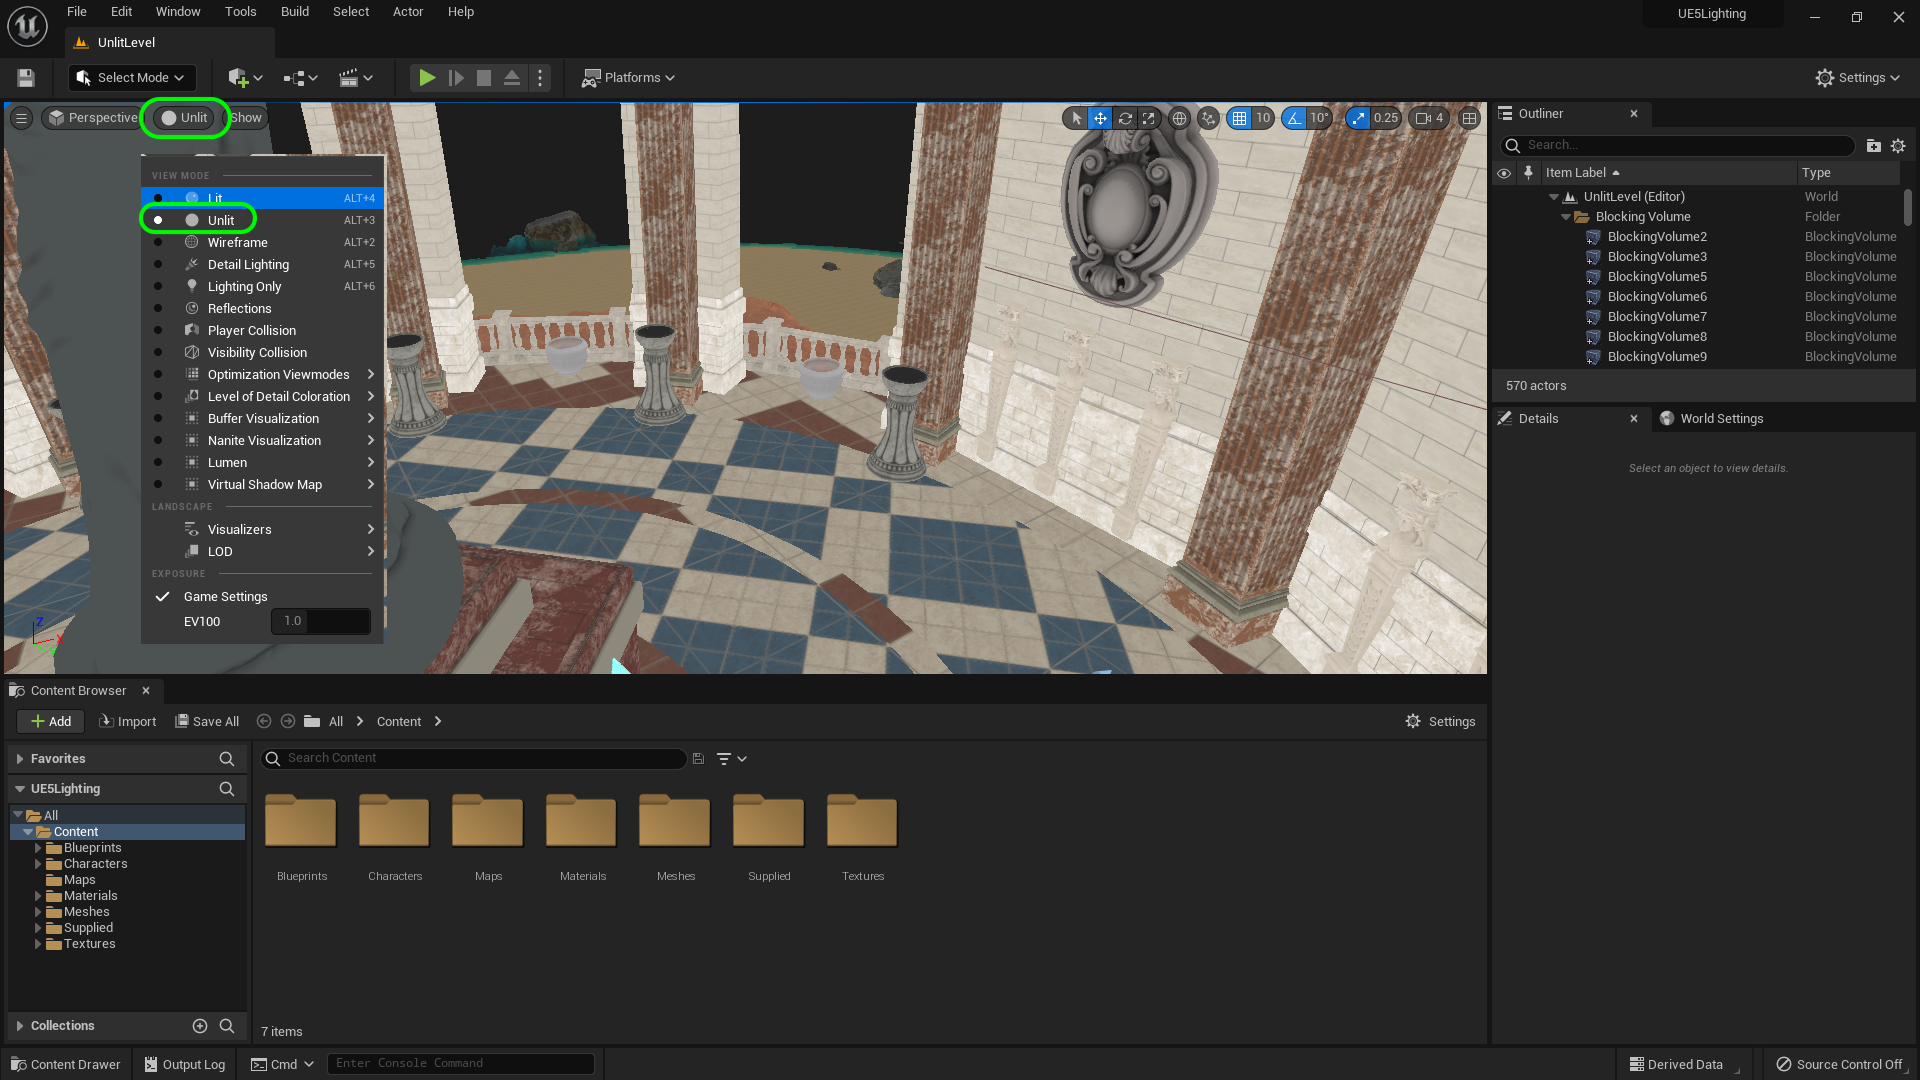 File Edit Window Tools Build Select Actor Help
UE5Lighting
UnlitLevel
Select Mode
Platforms
Settings
Perspective
Unlit
Show
10
10°
0.25
4
VIEW MODE
Lit ALT+4
Unlit ALT+3
Wireframe ALT+2
Detail Lighting ALT+5
Lighting Only ALT+6
Reflections
Player Collision
Visibility Collision
Optimization Viewmodes
Level of Detail Coloration
Buffer Visualization
Nanite Visualization
Lumen
Virtual Shadow Map
LANDSCAPE
Visualizers
LOD
EXPOSURE
Game Settings
EV100 1.0
Z
X
Y
Outliner
Search...
Item Label Type
UnlitLevel (Editor) World
Blocking Volume Folder
BlockingVolume2 BlockingVolume
BlockingVolume3 BlockingVolume
BlockingVolume5 BlockingVolume
BlockingVolume6 BlockingVolume
BlockingVolume7 BlockingVolume
BlockingVolume8 BlockingVolume
BlockingVolume9 BlockingVolume
570 actors
Details
World Settings
Select an object to view details.
Content Browser
Add Import Save All All Content Settings
Favorites
Search Content
UE5Lighting
All
Content
Blueprints
Characters
Maps
Materials
Meshes
Supplied
Textures
Blueprints Characters Maps Materials Meshes Supplied Textures
Collections
7 items
Content Drawer Output Log Cmd Enter Console Command Derived Data Source Control Off